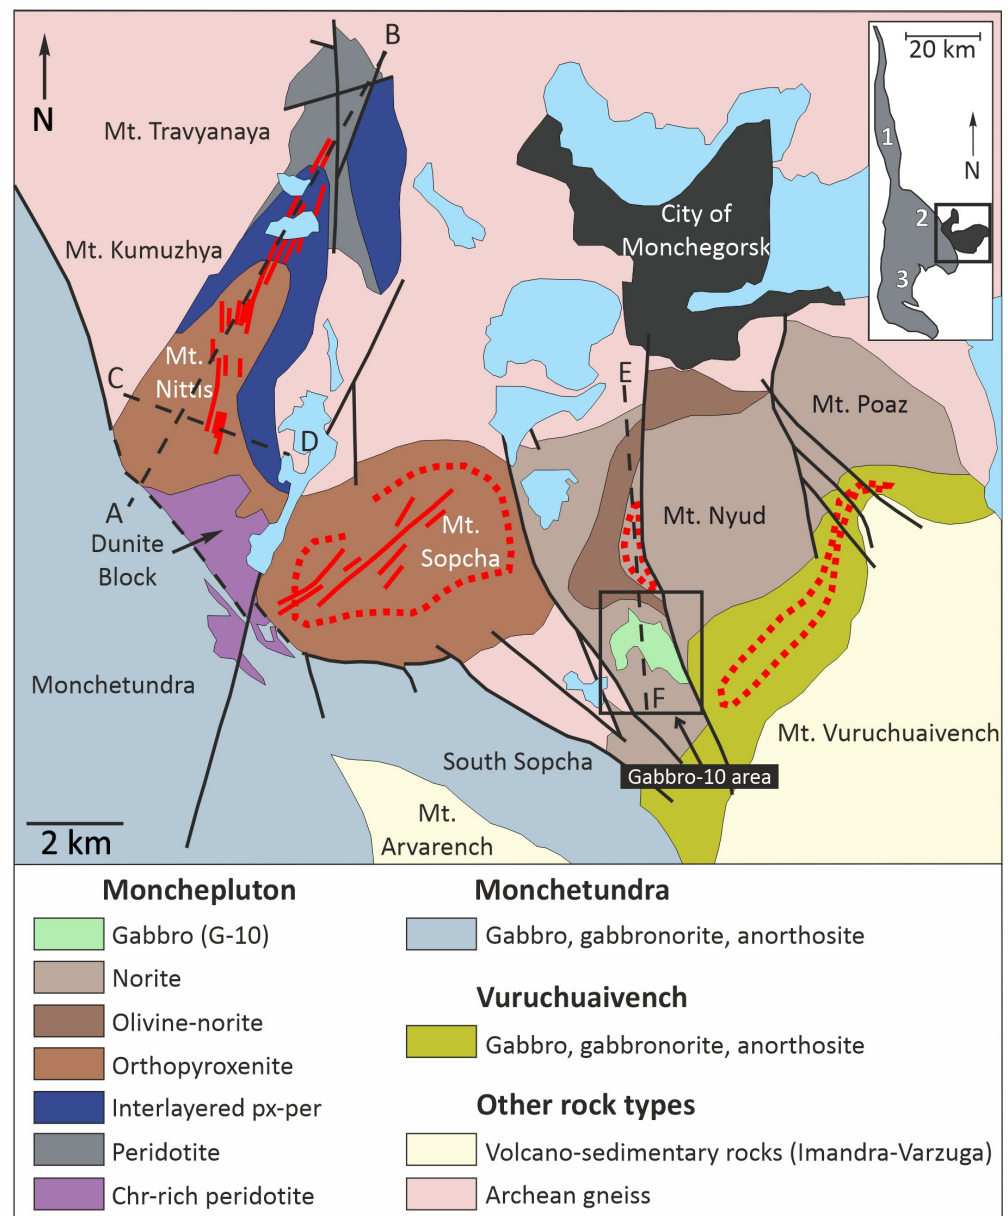 B
20 km
N
Mt. Travyanaya
1
N
City of
Monchegorsk
2
Mt. Kumuzhya
3
Mt.
Nittis
C
E
Mt. Poaz
D
A
Mt. Nyud
Mt.
Sopcha
Dunite
Block
Monchetundra
F
Mt. Vuruchuaivench
South Sopcha
Gabbro-10 area
Mt.
Arvarench
2 km
Monchepluton
Gabbro (G-10)
Norite
Olivine-norite
Orthopyroxenite
Interlayered px-per
Peridotite
Chr-rich peridotite
Monchetundra
Gabbro, gabbronorite, anorthosite
Vuruchuaivench
Gabbro, gabbronorite, anorthosite
Other rock types
Volcano-sedimentary rocks (Imandra-Varzuga)
Archean gneiss